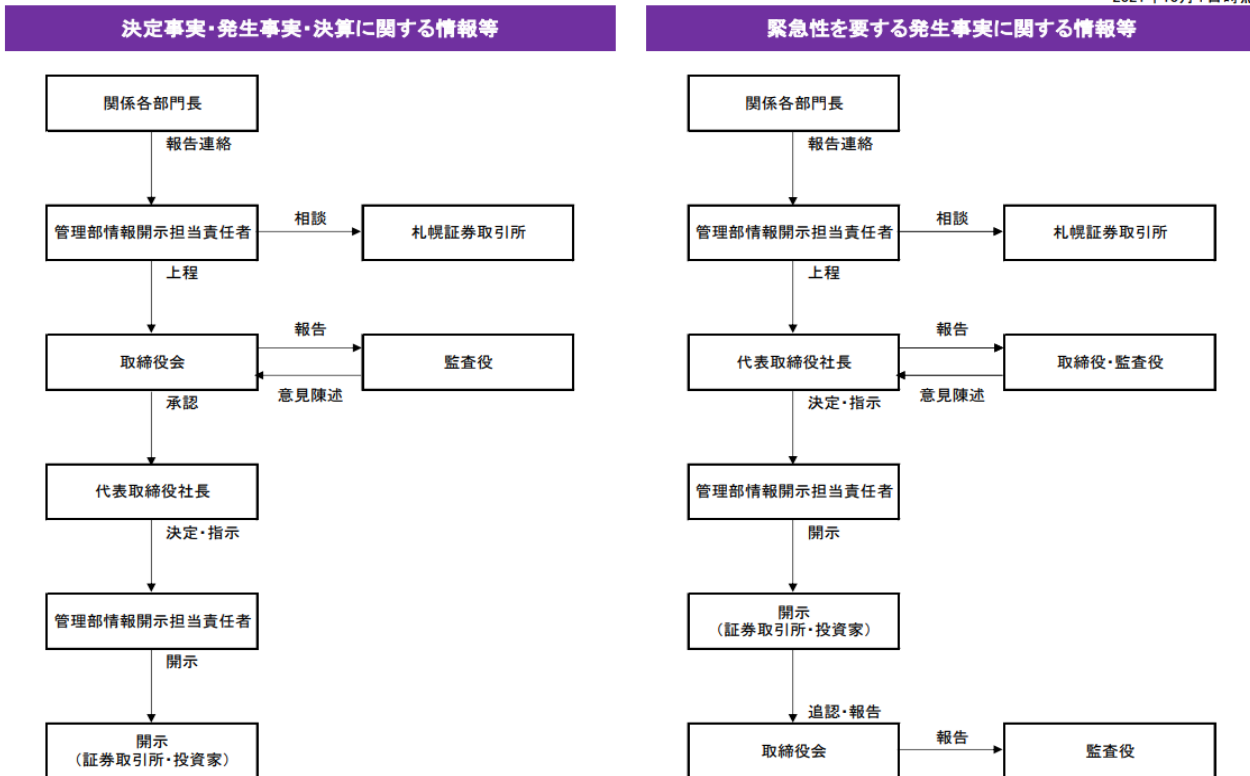 決定事実・発生事実・決算に関する情報等
関係各部門長
報告連絡
管理部情報開示担当責任者
相談
札幌証券取引所
上程
取締役会
報告
監査役
意見陳述
承認
代表取締役社長
決定・指示
管理部情報開示担当責任者
開示
開示
（証券取引所・投資家）
緊急性を要する発生事実に関する情報等
関係各部門長
報告連絡
管理部情報開示担当責任者
相談
札幌証券取引所
上程
代表取締役社長
報告
取締役・監査役
意見陳述
決定・指示
管理部情報開示担当責任者
開示
開示
（証券取引所・投資家）
追認・報告
取締役会
報告
監査役